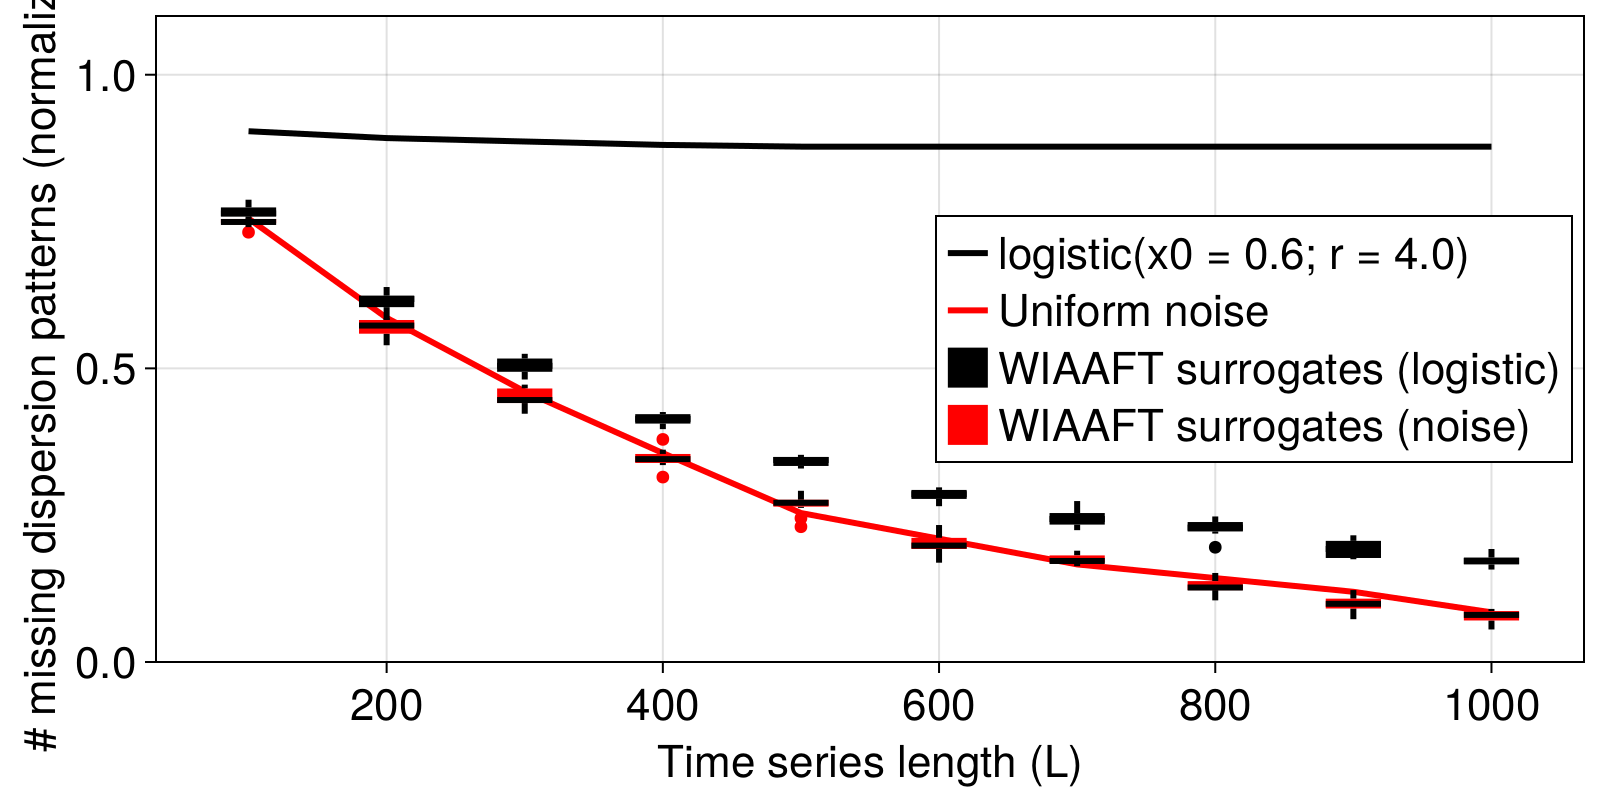 # missing dispersion patterns (normaliz
1.0
0.5
0.0
logistic(x0 = 0.6; r = 4.0)
Uniform noise
WIAAFT surrogates (logistic)
WIAAFT surrogates (noise)
200 400 600 800 1000
Time series length (L)